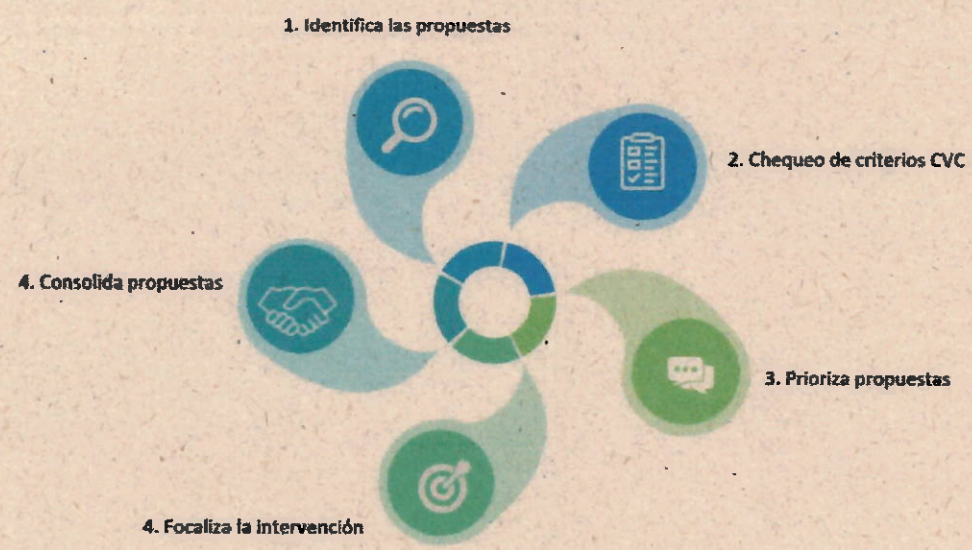 1. Identifica las propuestas
2. Chequeo de criterios CVC
3. Prioriza propuestas
4. Focaliza la intervención
4. Consolida propuestas